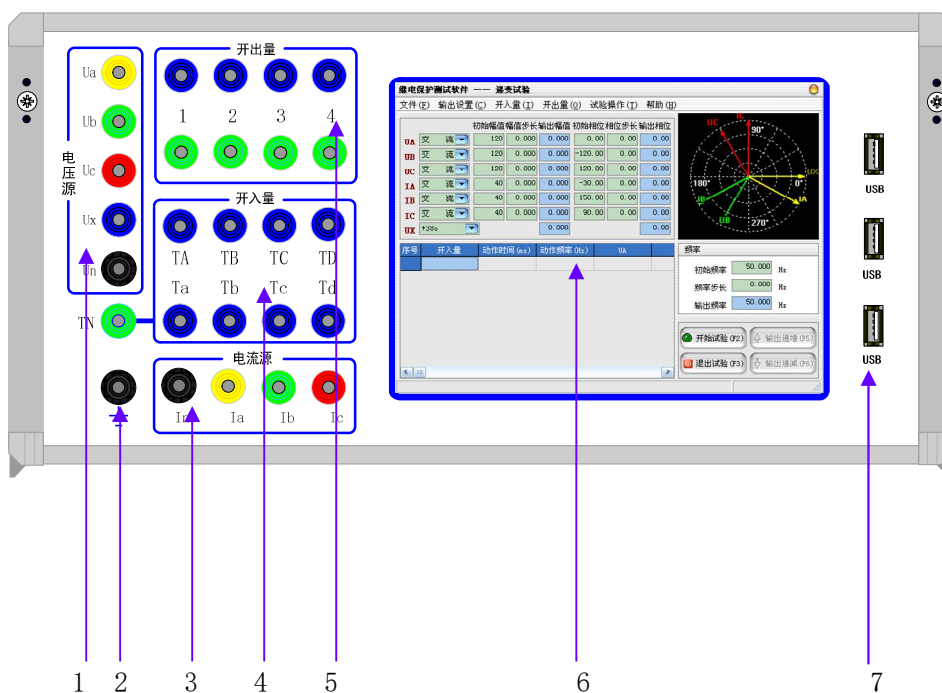 开出量
Ua
Ub
1 2 3 4
Uc
电压源
开入量
Ux
TA TB TC TD
Un
Ta Tb Tc Td
TN
电流源
In Ia Ib Ic
继电保护测试软件 —— 递变试验
文件(F) 输出设置(C) 开入量(I) 开出量(O) 试验操作(T) 帮助(H)
初始幅值 幅值步长 输出幅值 初始相位 相位步长 输出相位
UA 交 流 120 0.000 0.000 0.00 0.00 0.00
UB 交 流 120 0.000 0.000 -120.00 0.00 0.00
UC 交 流 120 0.000 0.000 120.00 0.00 0.00
IA 交 流 40 0.000 0.000 -30.00 0.00 0.00
IB 交 流 40 0.000 0.000 150.00 0.00 0.00
IC 交 流 40 0.000 0.000 90.00 0.00 0.00
UX +3Uo 0.000 0.00
IC
UC
90°
180°
UX
0°
IB
IA
UB
270°
序号 开入量 动作时间(ms) 动作频率(Hz) UA
频率
初始频率 50.000 Hz
频率步长 0.000 Hz
输出频率 50.000 Hz
开始试验(F2) 输出递增(F5)
退出试验(F3) 输出递减(F6)
USB
USB
USB
1 2 3 4 5 6 7